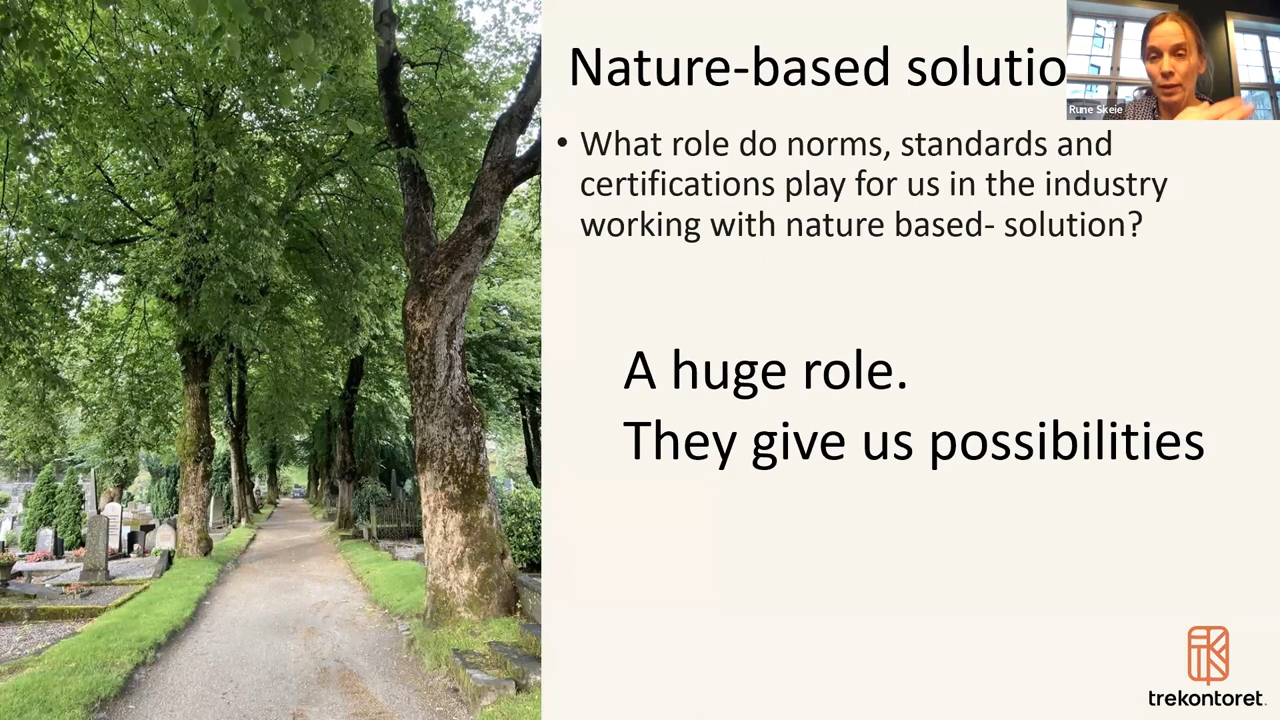 Nature-based solutio
Rune Skeie
• What role do norms, standards and
certifications play for us in the industry
working with nature based- solution?
A huge role.
They give us possibilities
trekontoret.